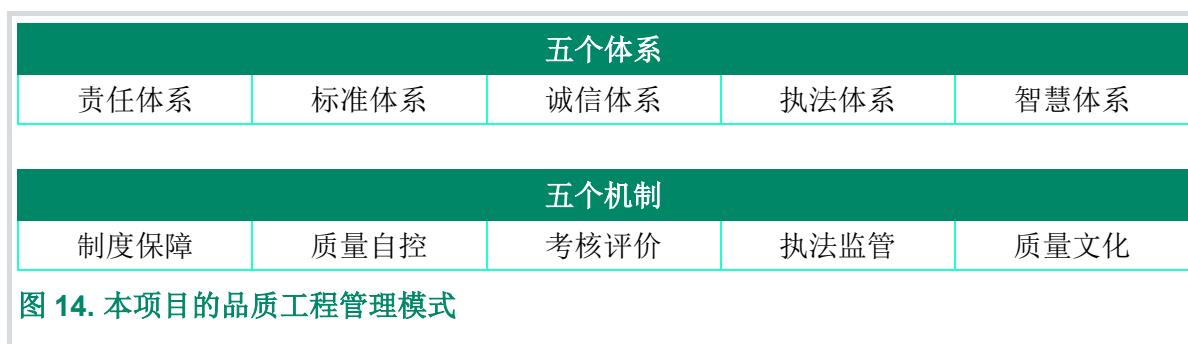 五个体系
责任体系 标准体系 诚信体系 执法体系 智慧体系
五个机制
制度保障 质量自控 考核评价 执法监管 质量文化
图 14. 本项目的品质工程管理模式